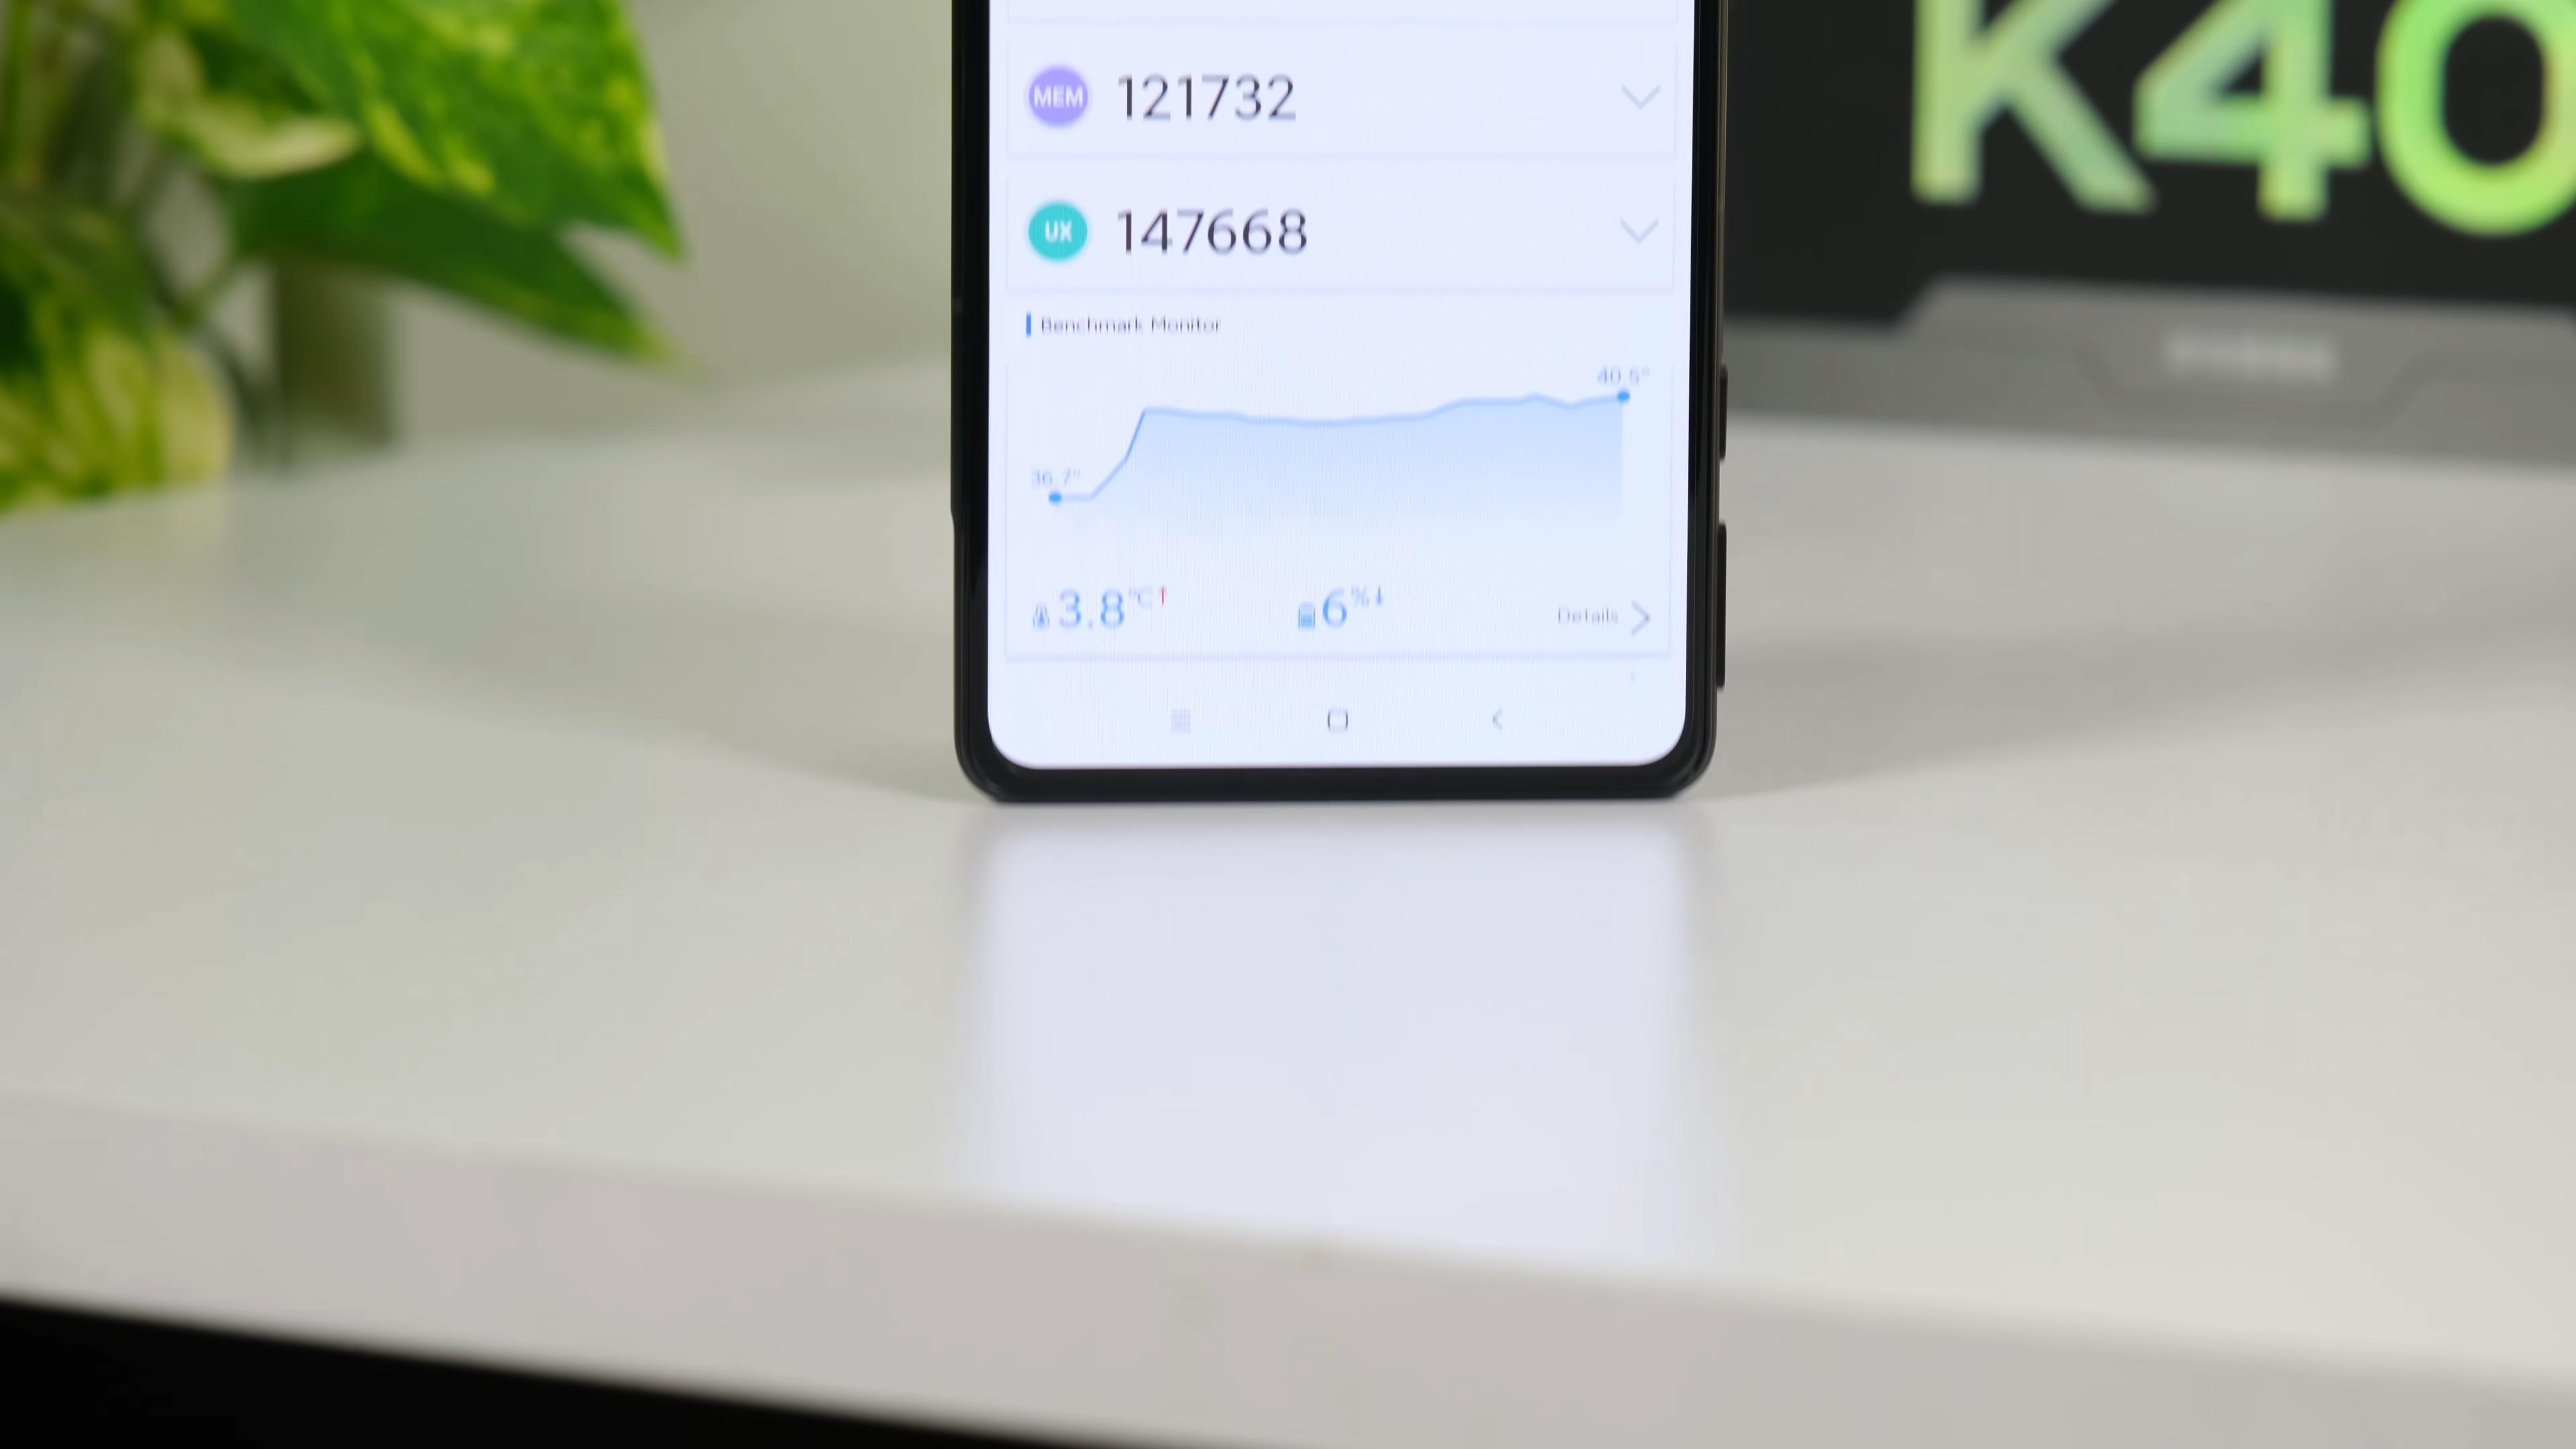 K40
MEM 121732
UX 147668
Benchmark Monitor
40.5°
36.7°
3.8°C↑ 6%↓ Details